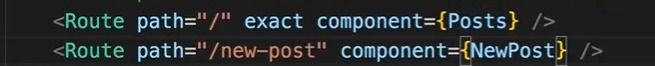 <Route path="/" exact component={Posts} />
<Route path="/new-post" component={NewPost} />